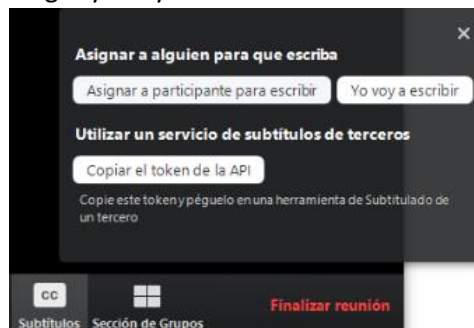 ×
Asignar a alguien para que escriba
Asignar a participante para escribir Yo voy a escribir
Utilizar un servicio de subtítulos de terceros
Copiar el token de la API
Copie este token y péguelo en una herramienta de Subtitulado de
un tercero
CC
Subtítulos Sección de Grupos Finalizar reunión